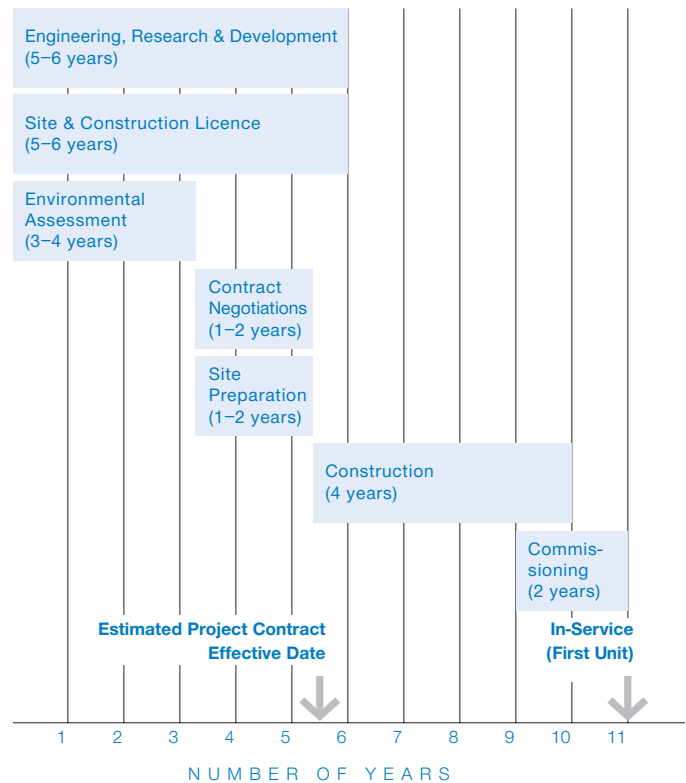 Engineering, Research & Development
(5–6 years)
Site & Construction Licence
(5–6 years)
Environmental
Assessment
(3–4 years)
Contract
Negotiations
(1–2 years)
Site
Preparation
(1–2 years)
Construction
(4 years)
Commis-
sioning
(2 years)
Estimated Project Contract
Effective Date
In-Service
(First Unit)
1 2 3 4 5 6 7 8 9 10 11
NUMBER OF YEARS